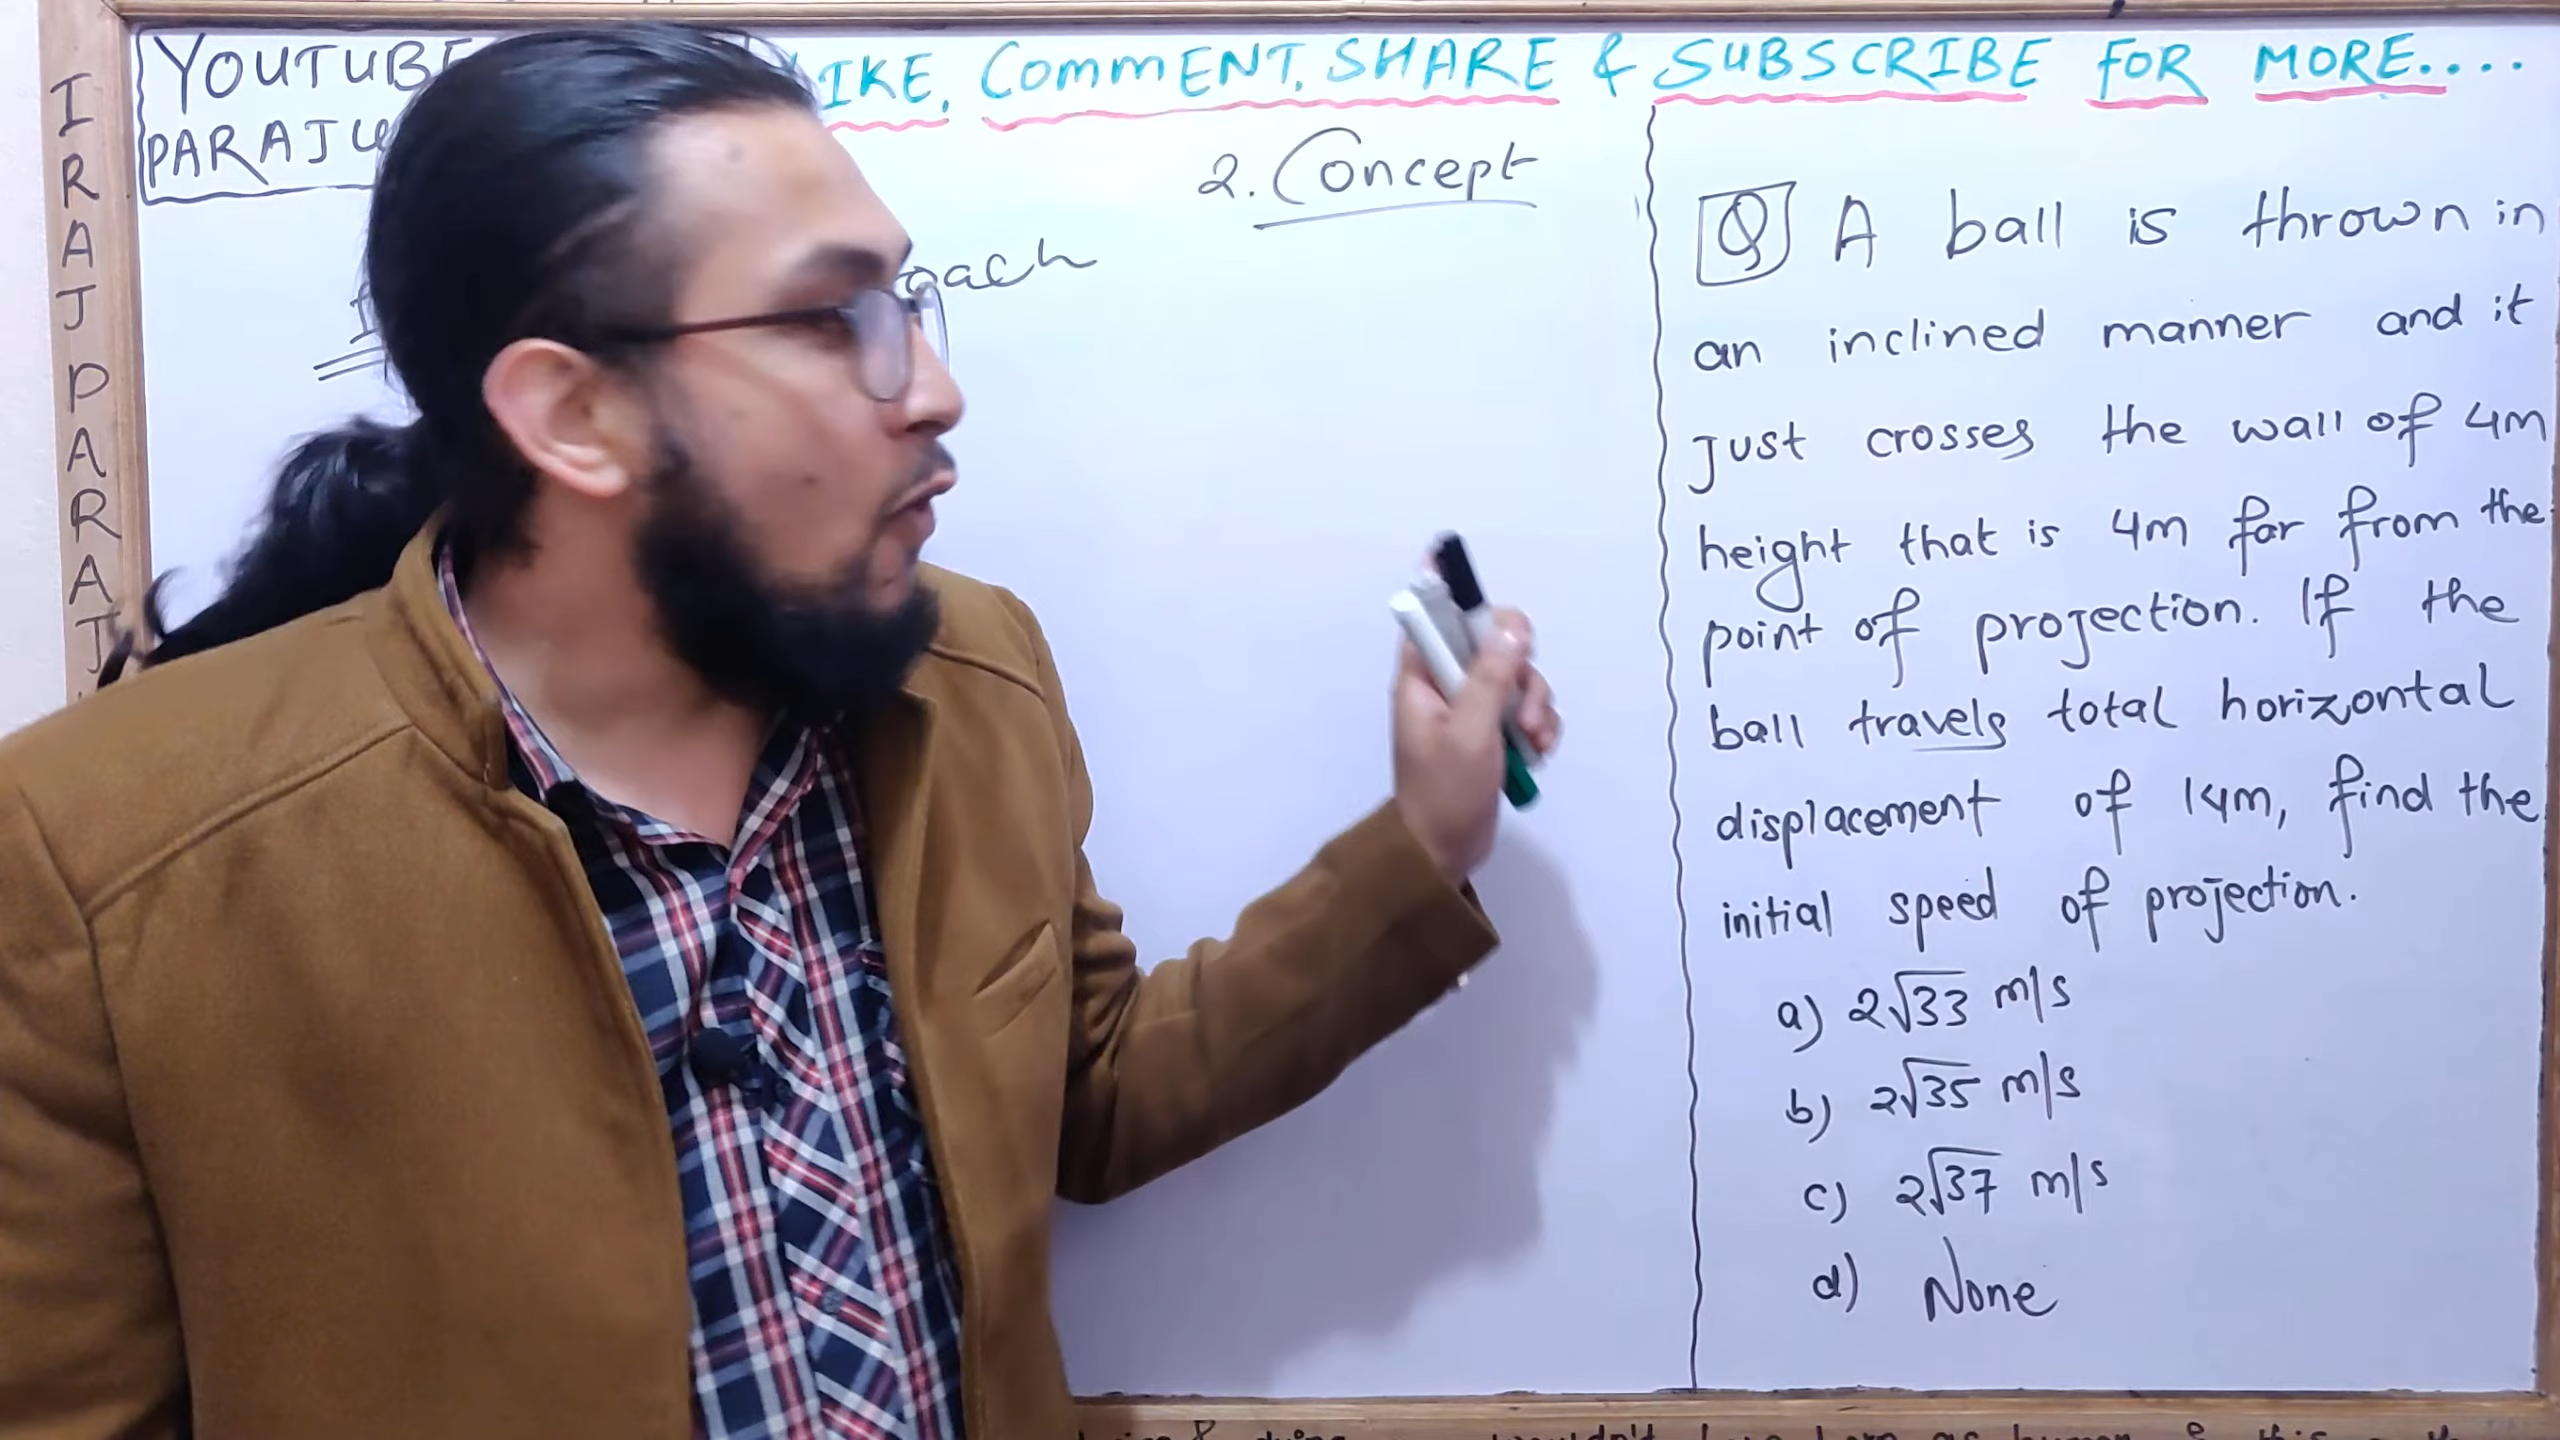 YOUTUBE
PARAJU
LIKE, COMMENT, SHARE & SUBSCRIBE FOR MORE....
IRAJ PARAJ
2. Concept
oach
Q A ball is thrown in
an inclined manner and it
just crosses the wall of 4m
height that is 4m far from the
point of projection. If the
ball travels total horizontal
displacement of 14m, find the
initial speed of projection.
a) 2√33 m/s
b) 2√35 m/s
c) 2√37 m/s
d) None